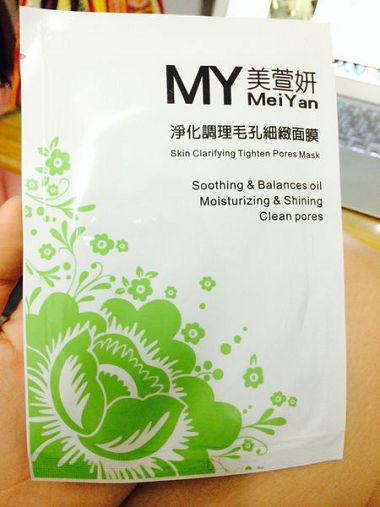 MY 美萱妍
MeiYan
淨化調理毛孔細緻面膜
Skin Clarifying Tighten Pores Mask
Soothing & Balances oil
Moisturizing & Shining
Clean pores